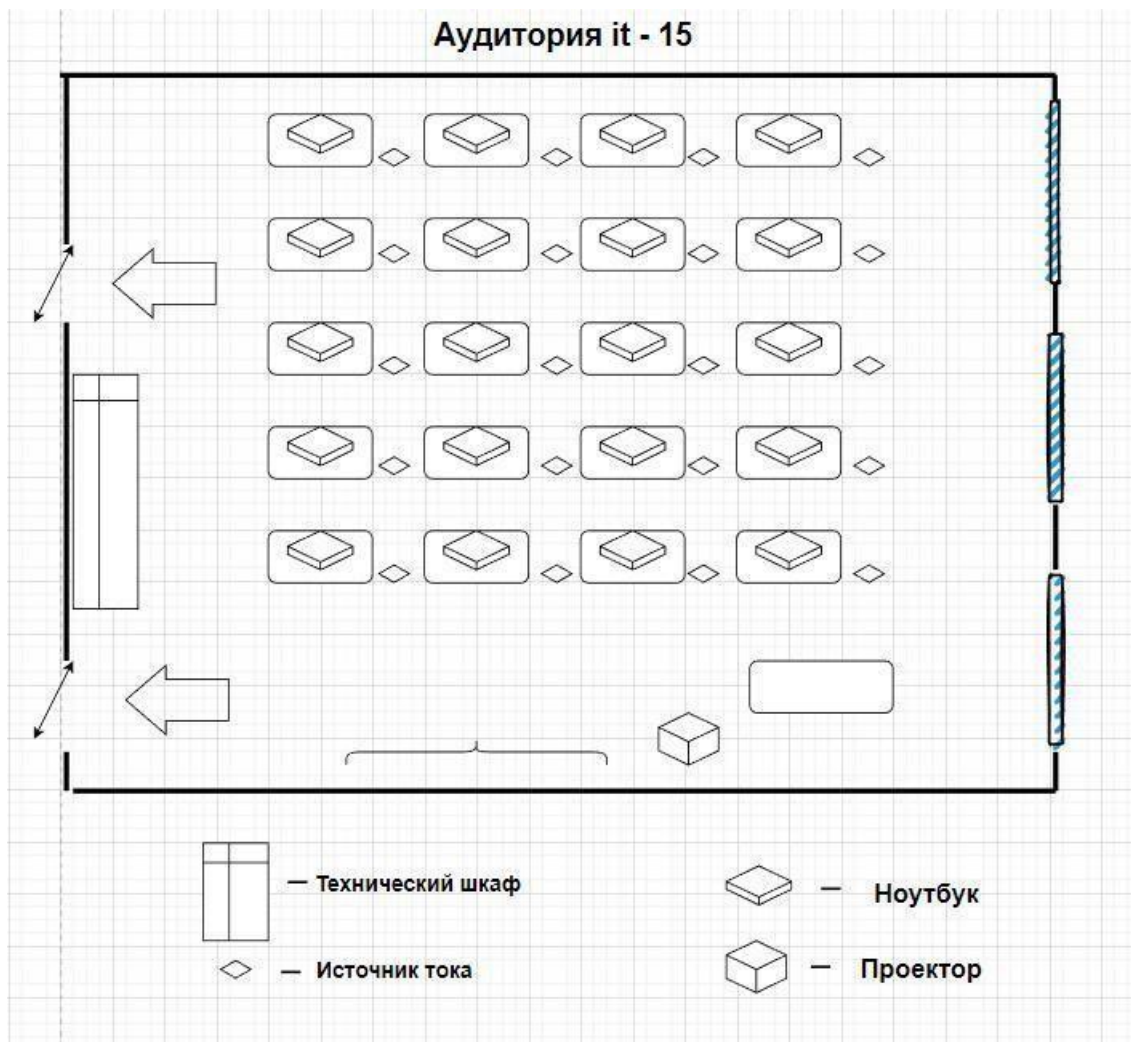 Аудитория it - 15
— Технический шкаф
— Ноутбук
— Источник тока
— Проектор